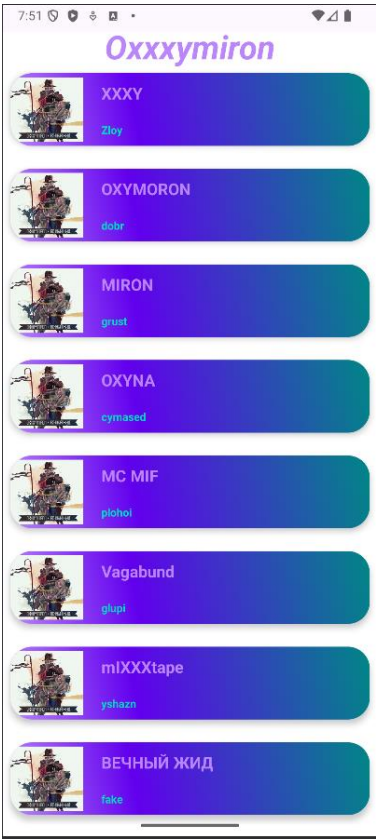 7:51
Oxxxymiron
XXXY
Zloy
OXYMORON
dobr
MIRON
grust
OXYNA
cymased
MC MIF
plohoi
Vagabund
glupi
mIXXXtape
yshazn
ВЕЧНЫЙ ЖИД
fake